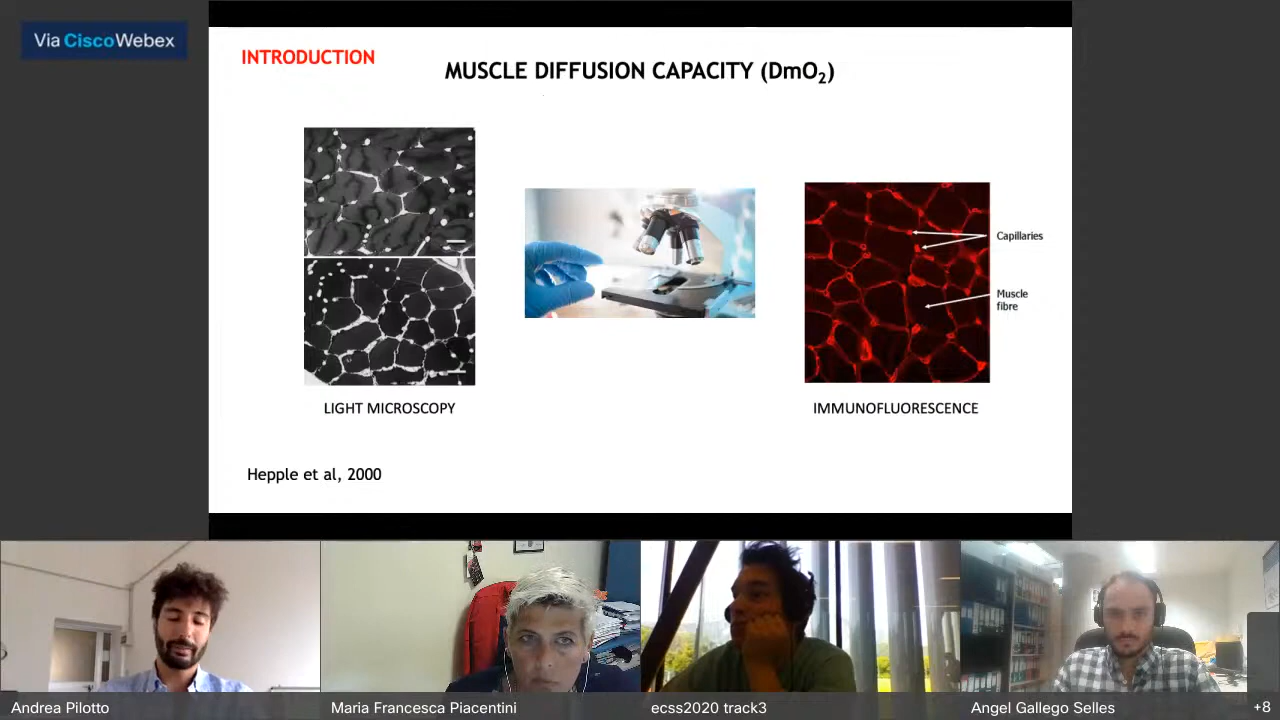 Via CiscoWebex
INTRODUCTION
MUSCLE DIFFUSION CAPACITY (DmO₂)
Capillaries
Muscle
fibre
LIGHT MICROSCOPY
IMMUNOFLUORESCENCE
Hepple et al, 2000
Andrea Pilotto
Maria Francesca Piacentini
ecss2020 track3
Angel Gallego Selles
+8